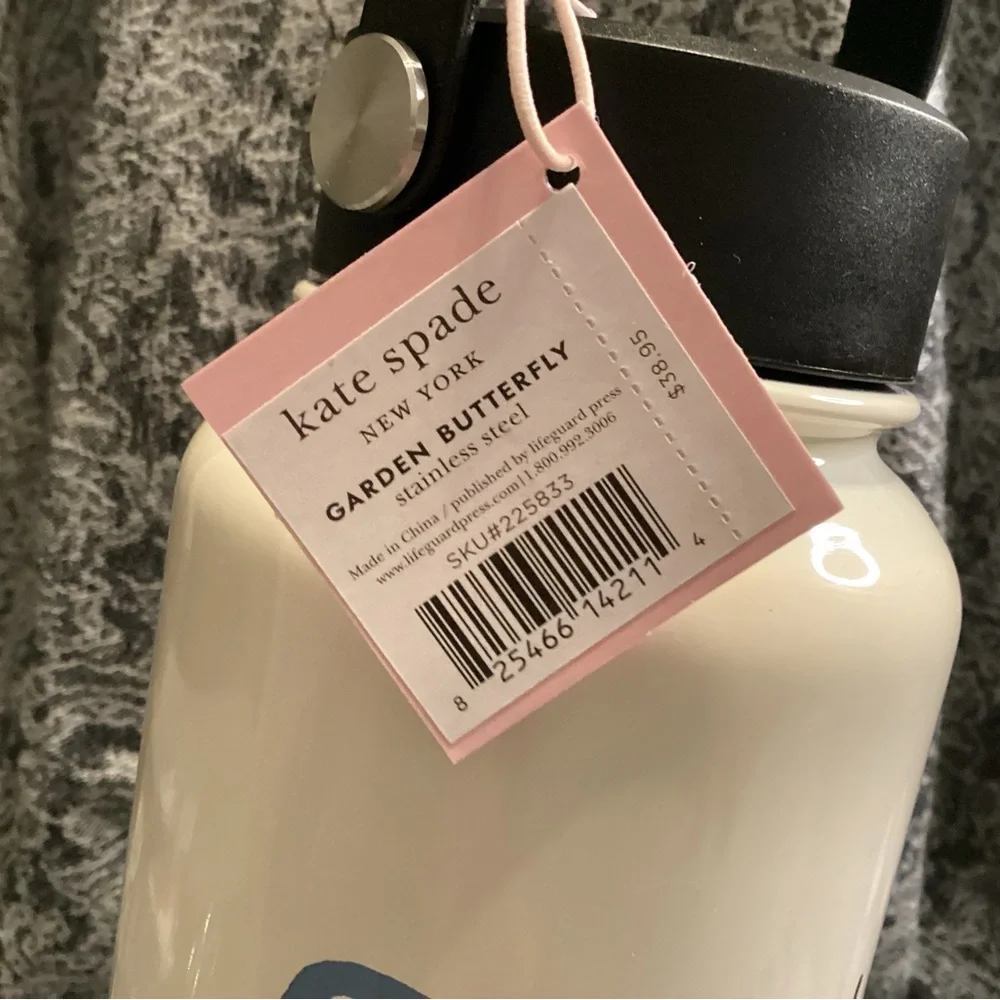 kate spade
NEW YORK
GARDEN BUTTERFLY
stainless steel
Made in China / published by lifeguard press
www.lifeguardpress.com | 1.800.992.3006
SKU#225833
8 25466 14211 4
$38.95